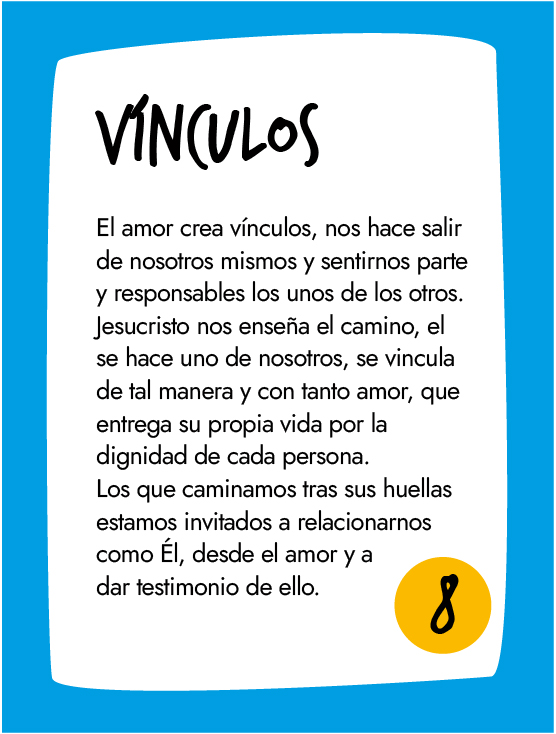 VÍNCULOS
El amor crea vínculos, nos hace salir
de nosotros mismos y sentirnos parte
y responsables los unos de los otros.
Jesucristo nos enseña el camino, el
se hace uno de nosotros, se vincula
de tal manera y con tanto amor, que
entrega su propia vida por la
dignidad de cada persona.
Los que caminamos tras sus huellas
estamos invitados a relacionarnos
como Él, desde el amor y a
dar testimonio de ello.
8